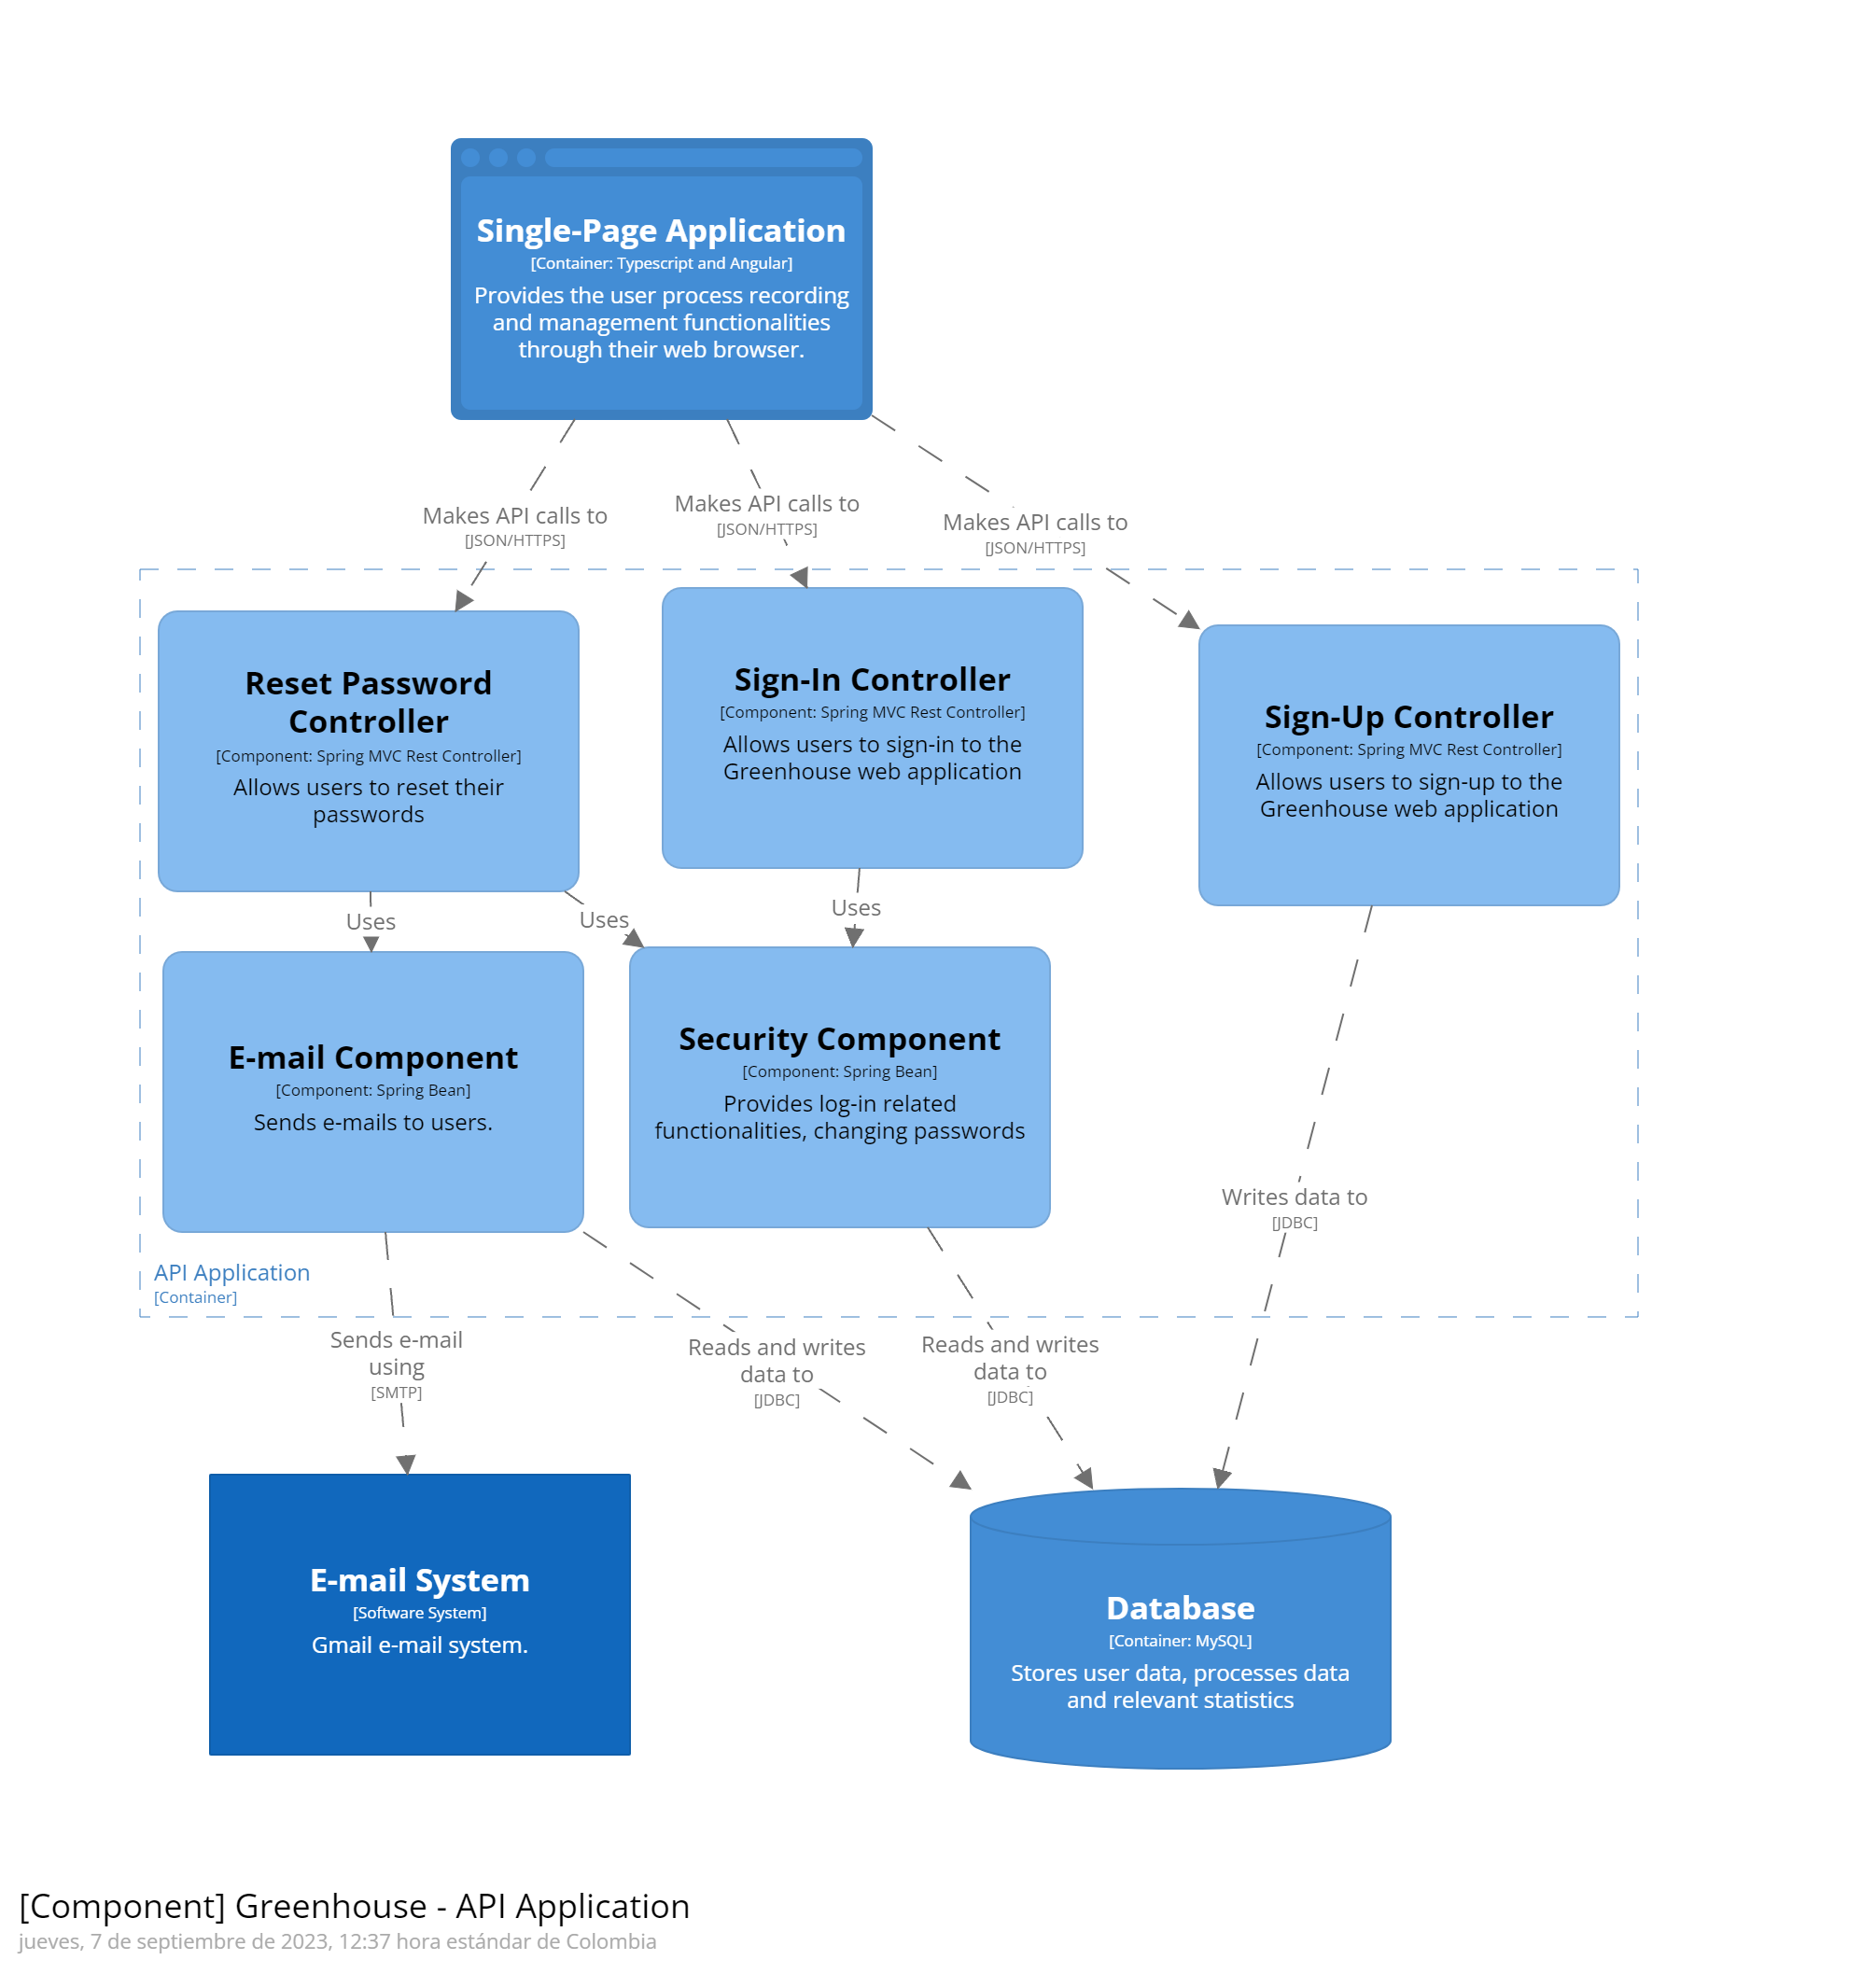 Single-Page Application
[Container: Typescript and Angular]
Provides the user process recording
and management functionalities
through their web browser.
Makes API calls to
[JSON/HTTPS]
Makes API calls to
[JSON/HTTPS]
Makes API calls to
[JSON/HTTPS]
Reset Password
Controller
[Component: Spring MVC Rest Controller]
Allows users to reset their
passwords
Sign-In Controller
[Component: Spring MVC Rest Controller]
Allows users to sign-in to the
Greenhouse web application
Sign-Up Controller
[Component: Spring MVC Rest Controller]
Allows users to sign-up to the
Greenhouse web application
Uses
Uses
Uses
E-mail Component
[Component: Spring Bean]
Sends e-mails to users.
Security Component
[Component: Spring Bean]
Provides log-in related
functionalities, changing passwords
Writes data to
[JDBC]
API Application
[Container]
Sends e-mail
using
[SMTP]
Reads and writes
data to
[JDBC]
Reads and writes
data to
[JDBC]
E-mail System
[Software System]
Gmail e-mail system.
Database
[Container: MySQL]
Stores user data, processes data
and relevant statistics
[Component] Greenhouse - API Application
jueves, 7 de septiembre de 2023, 12:37 hora estándar de Colombia